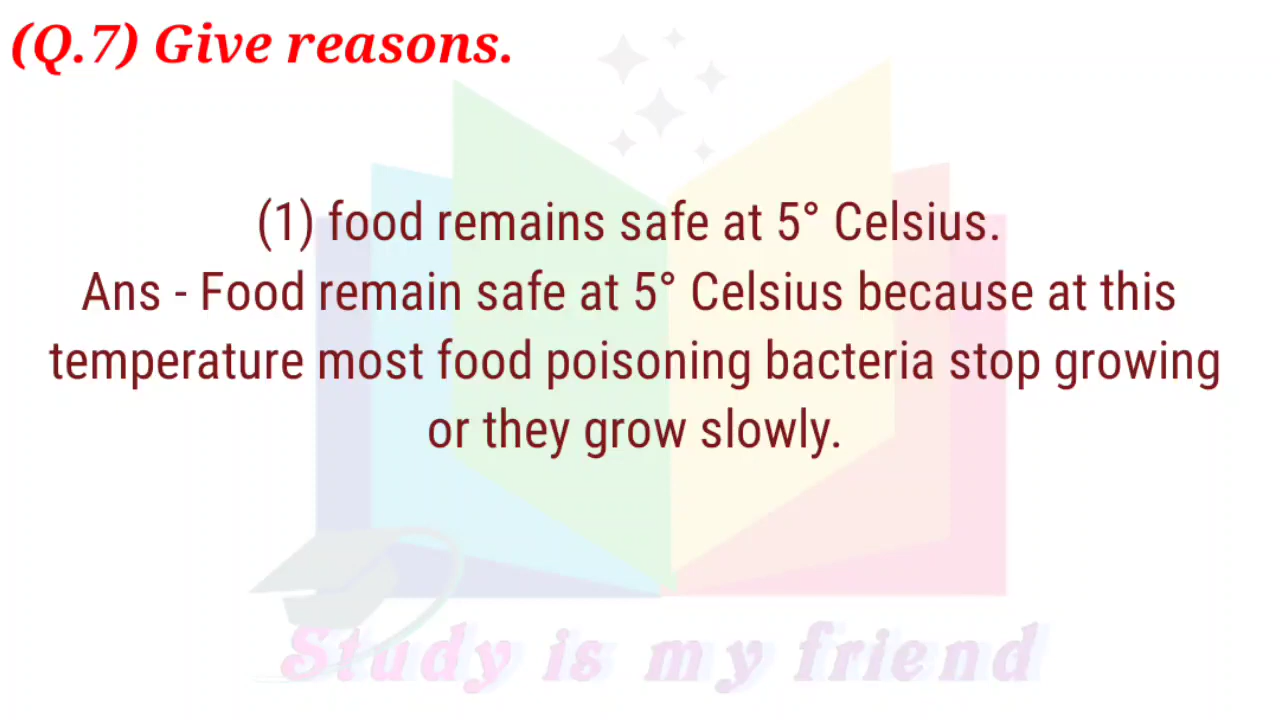 (Q.7) Give reasons.
(1) food remains safe at 5° Celsius.
Ans - Food remain safe at 5° Celsius because at this
temperature most food poisoning bacteria stop growing
or they grow slowly.
Study is my friend